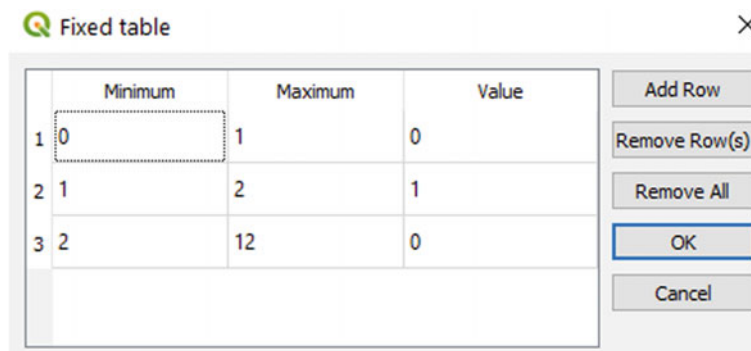 Fixed table
Minimum Maximum Value Add Row
1 0 1 0 Remove Row(s)
2 1 2 1 Remove All
3 2 12 0 OK
Cancel